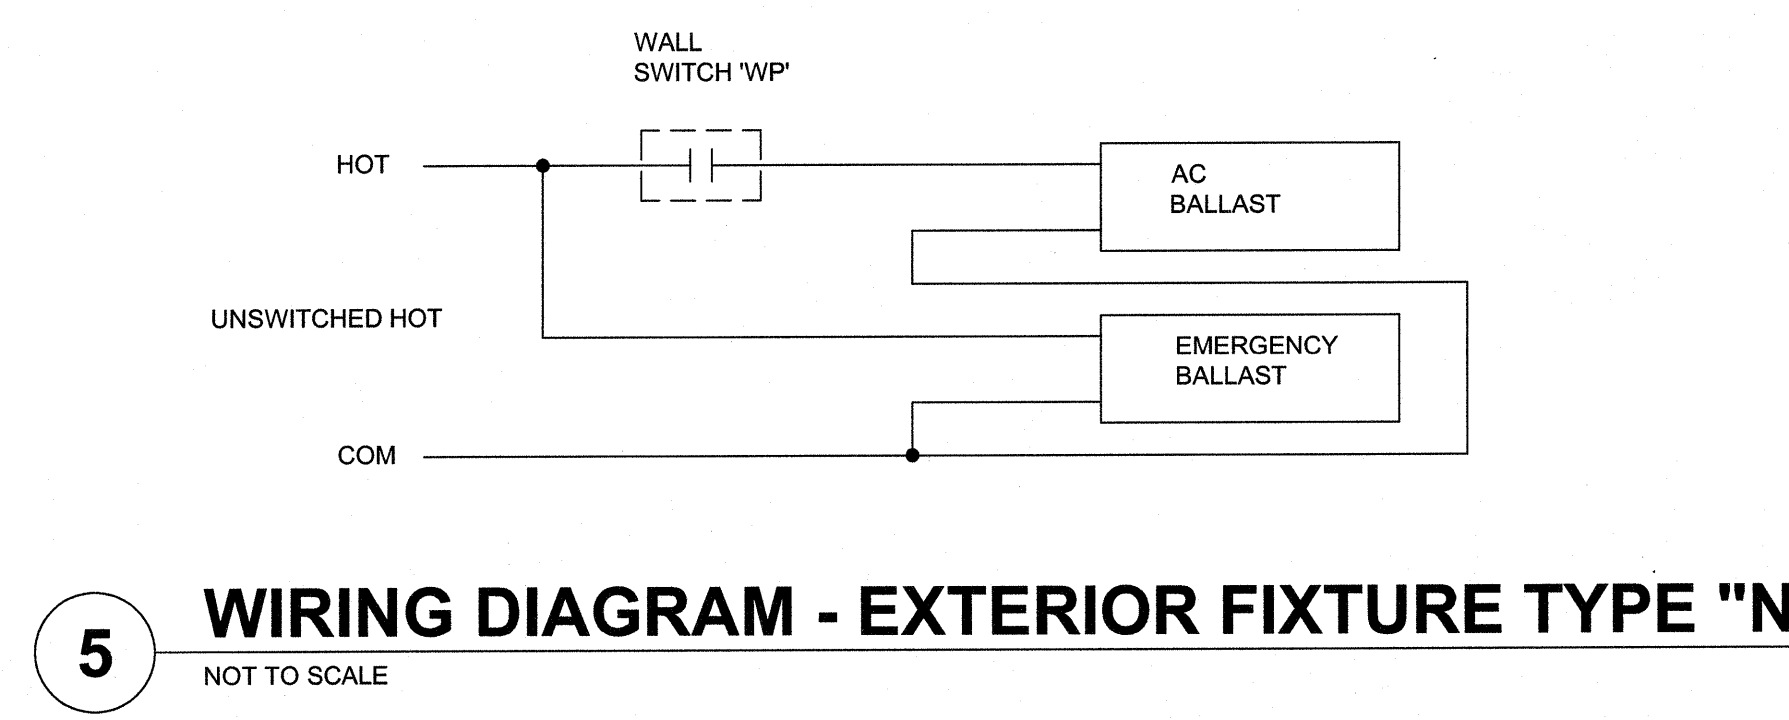 WALL
SWITCH 'WP'
HOT
AC
BALLAST
UNSWITCHED HOT
EMERGENCY
BALLAST
COM
5
WIRING DIAGRAM - EXTERIOR FIXTURE TYPE "N
NOT TO SCALE